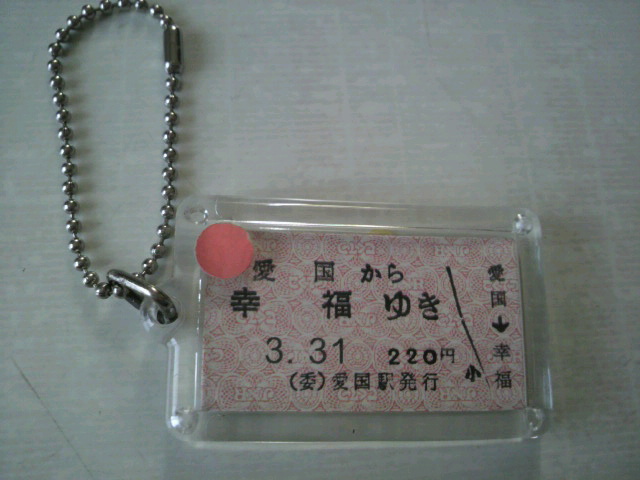 愛国から
幸福ゆき
3.31 220円
(委)愛国駅発行
小
愛国↓幸福